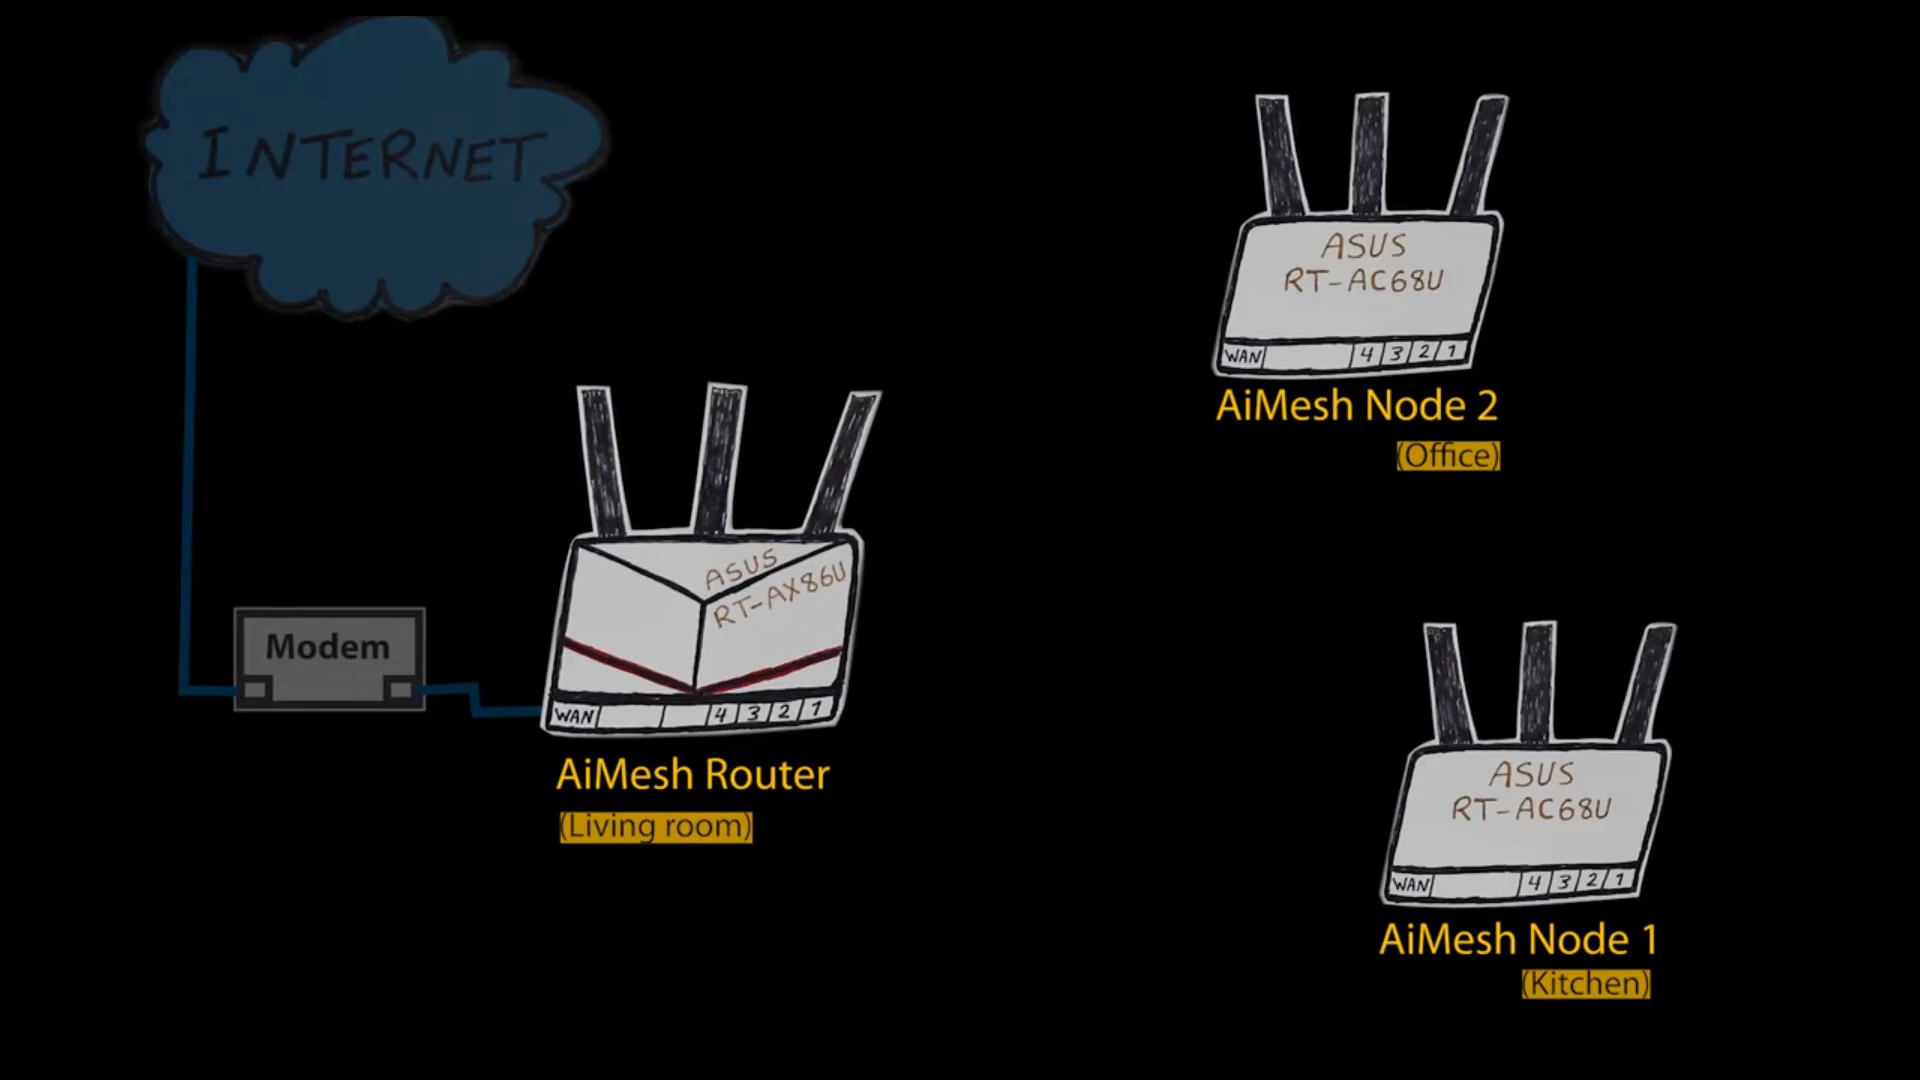 INTERNET
ASUS
RT-AC68U
WAN 4 3 2 1
AiMesh Node 2
(Office)
ASUS
RT-AX86U
Modem
WAN 4 3 2 1
AiMesh Router
(Living room)
ASUS
RT-AC68U
WAN 4 3 2 1
AiMesh Node 1
(Kitchen)